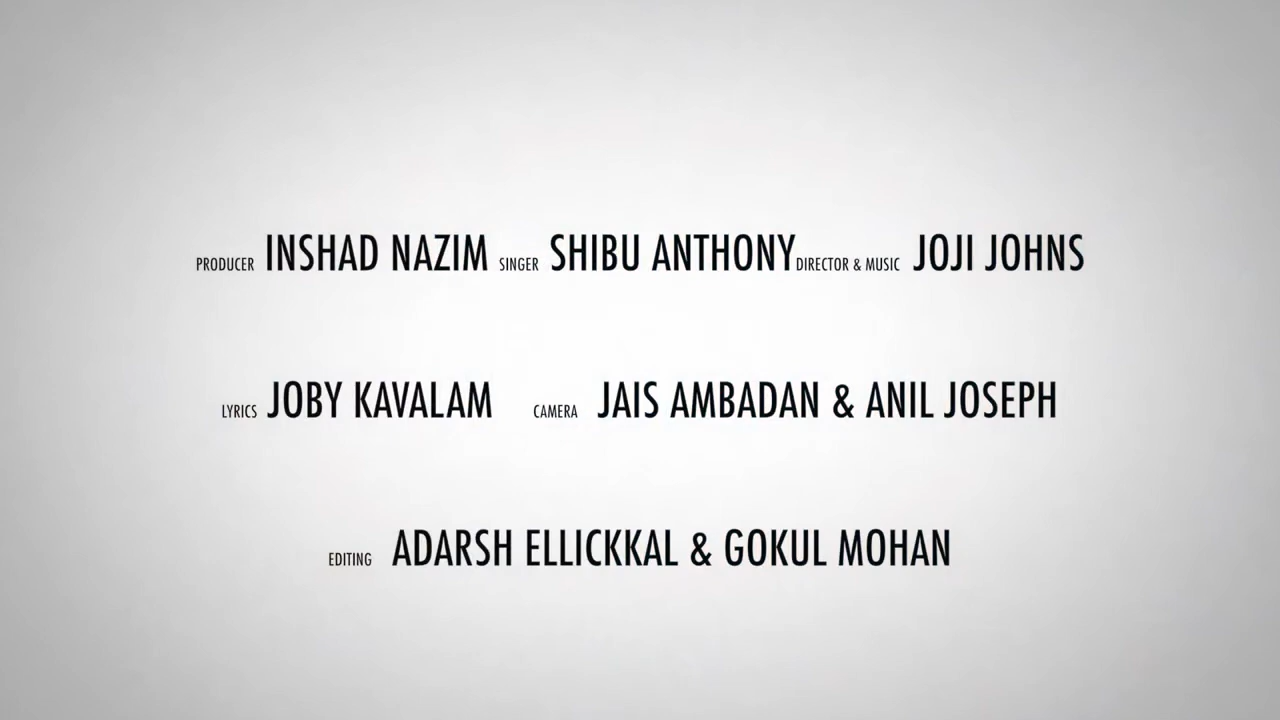 PRODUCER INSHAD NAZIM SINGER SHIBU ANTHONY DIRECTOR & MUSIC JOJI JOHNS
LYRICS JOBY KAVALAM CAMERA JAIS AMBADAN & ANIL JOSEPH
EDITING ADARSH ELLICKKAL & GOKUL MOHAN